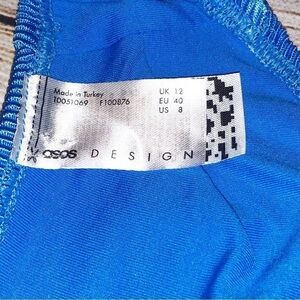 Made in Turkey
10051069 F100876
UK 12
EU 40
US 8
asos DESIGN